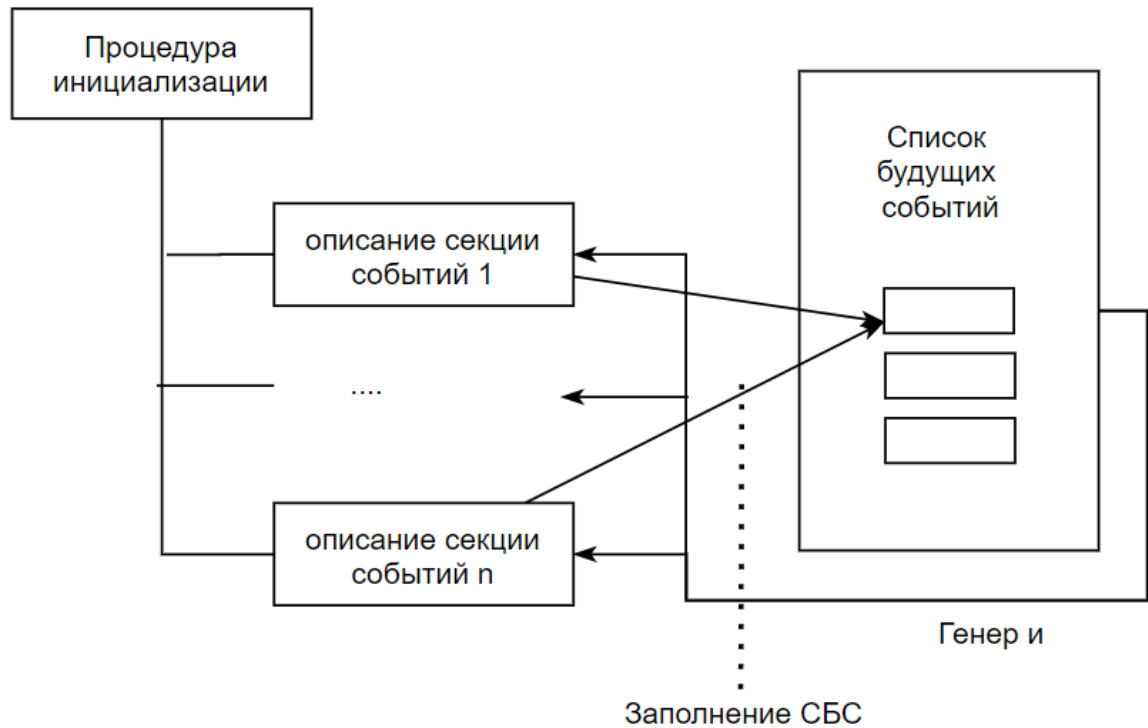 Процедура
инициализации
Список
будущих
событий
описание секции
событий 1
....
описание секции
событий n
Генер и
Заполнение СБС